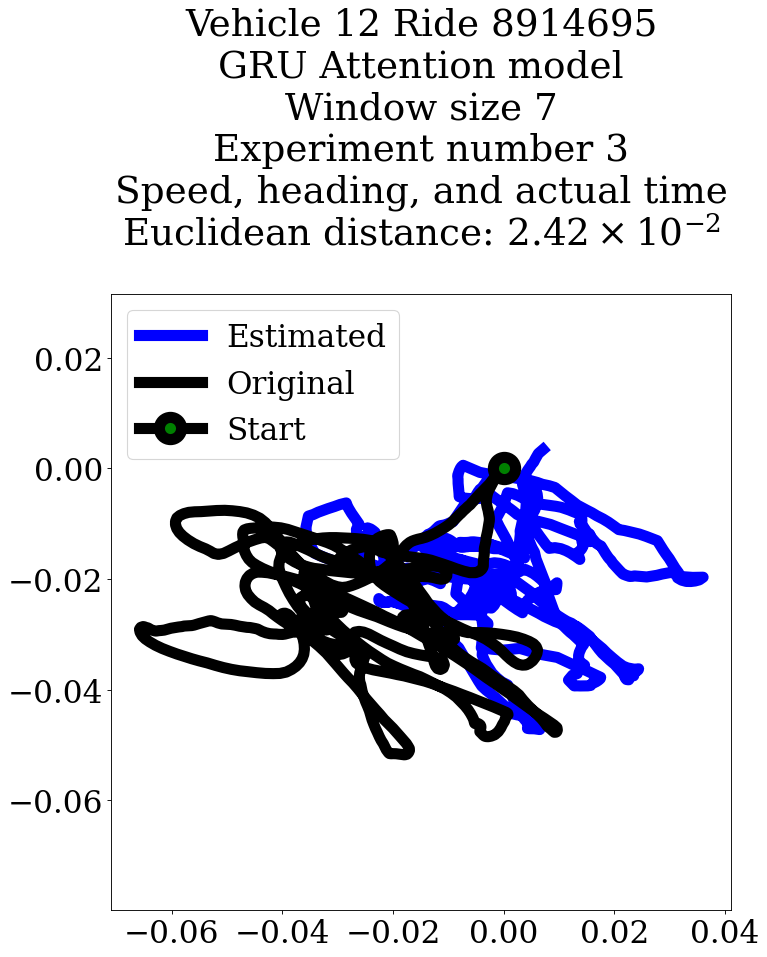 Vehicle 12 Ride 8914695
GRU Attention model
Window size 7
Experiment number 3
Speed, heading, and actual time
Euclidean distance: 2.42 × 10⁻²
Estimated
Original
Start
0.02
0.00
−0.02
−0.04
−0.06
−0.06 −0.04 −0.02 0.00 0.02 0.04